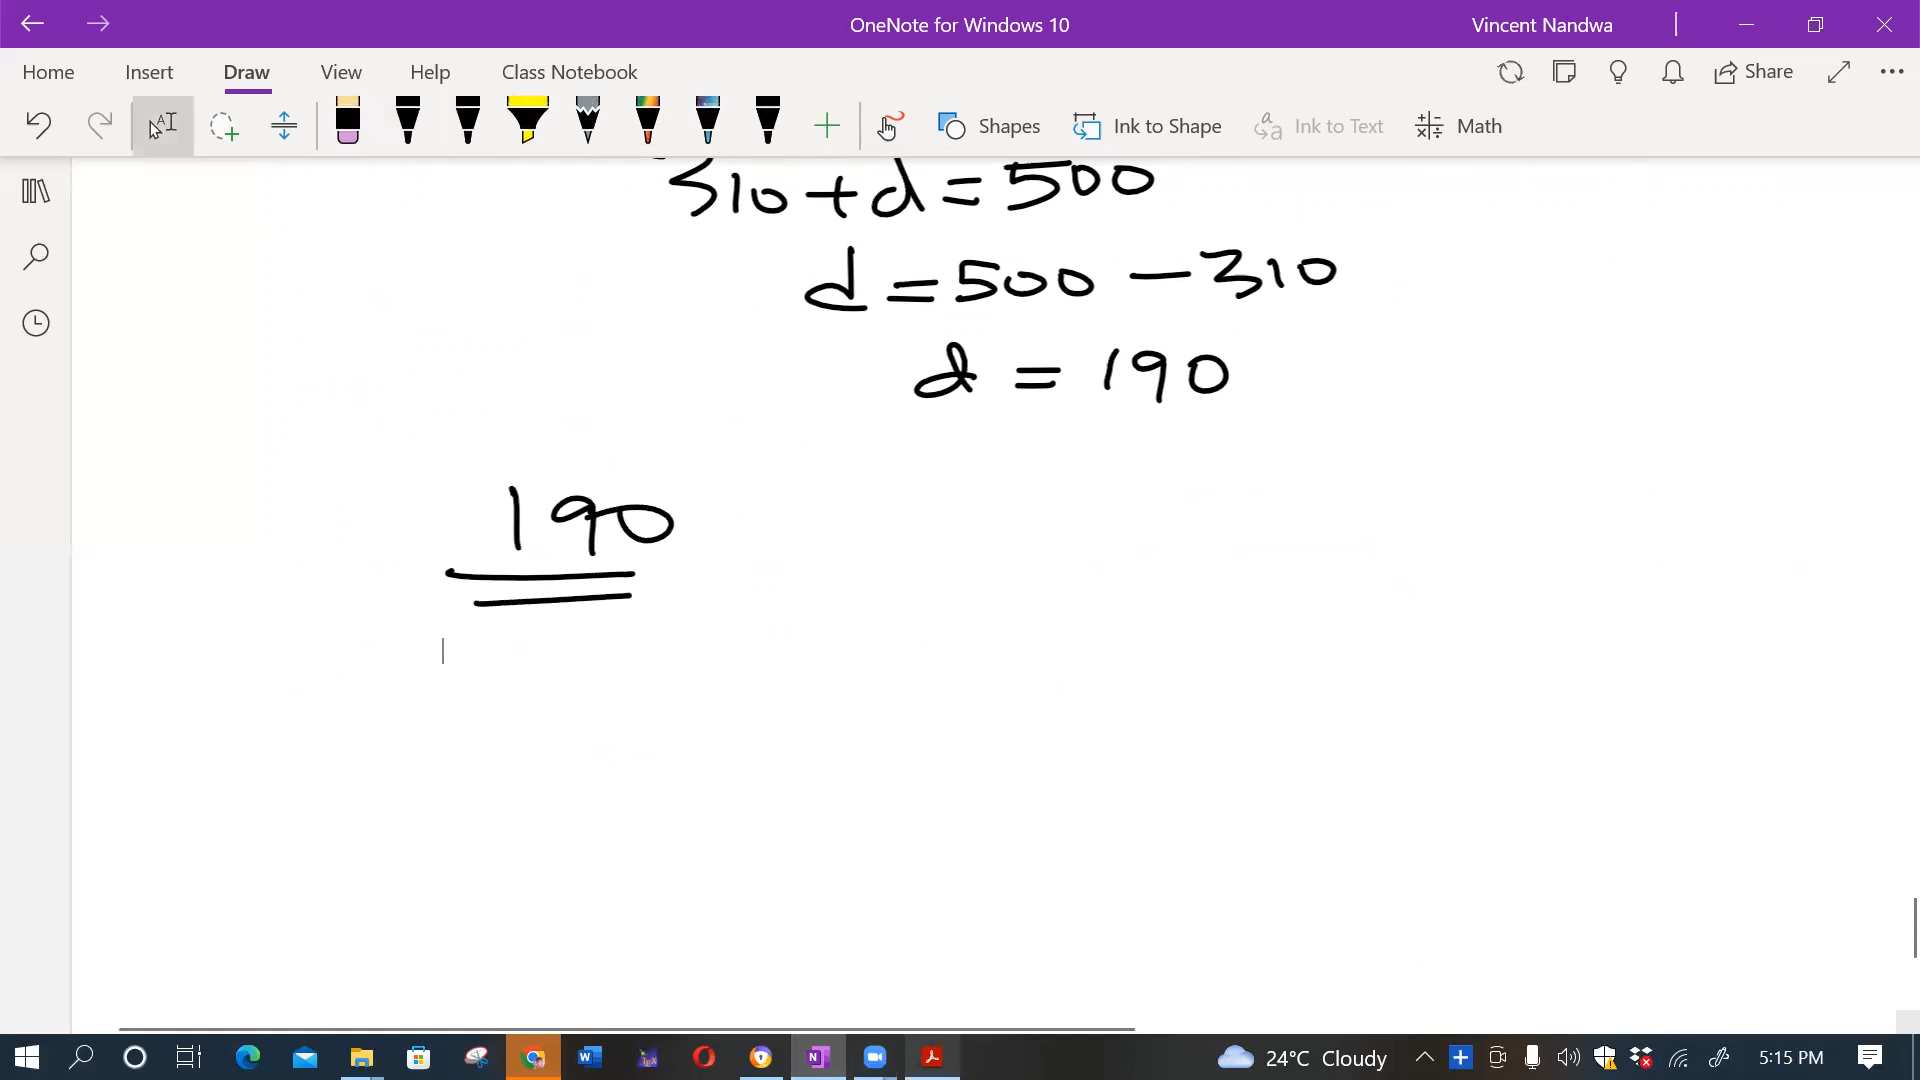 OneNote for Windows 10
Vincent Nandwa
Home Insert Draw View Help Class Notebook
Share
Shapes Ink to Shape Ink to Text Math
310 + d = 500
d = 500 - 310
d = 190
190
24°C Cloudy
5:15 PM